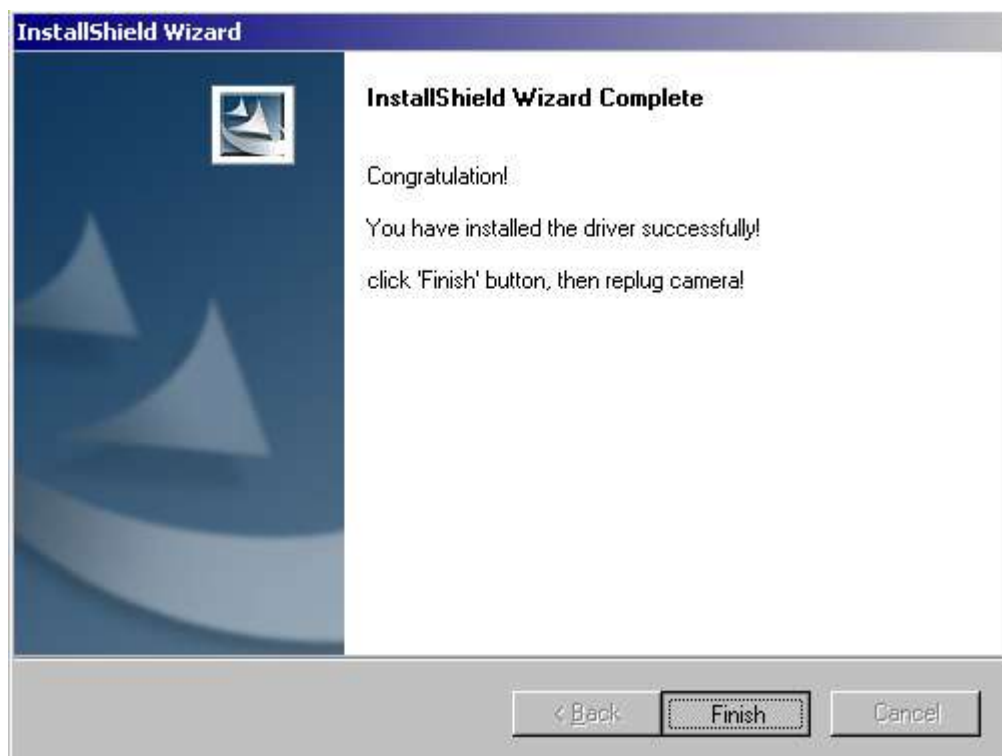 InstallShield Wizard
InstallShield Wizard Complete
Congratulation!
You have installed the driver successfully!
click 'Finish' button, then replug camera!
< Back
Finish
Cancel